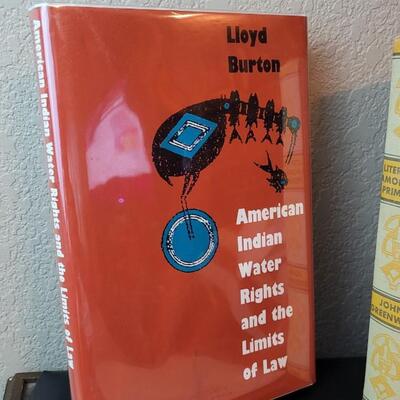 American Indian Water Rights and the Limits of Law
Lloyd
Burton
American
Indian
Water
Rights
and the
Limits
of Law
JOHN